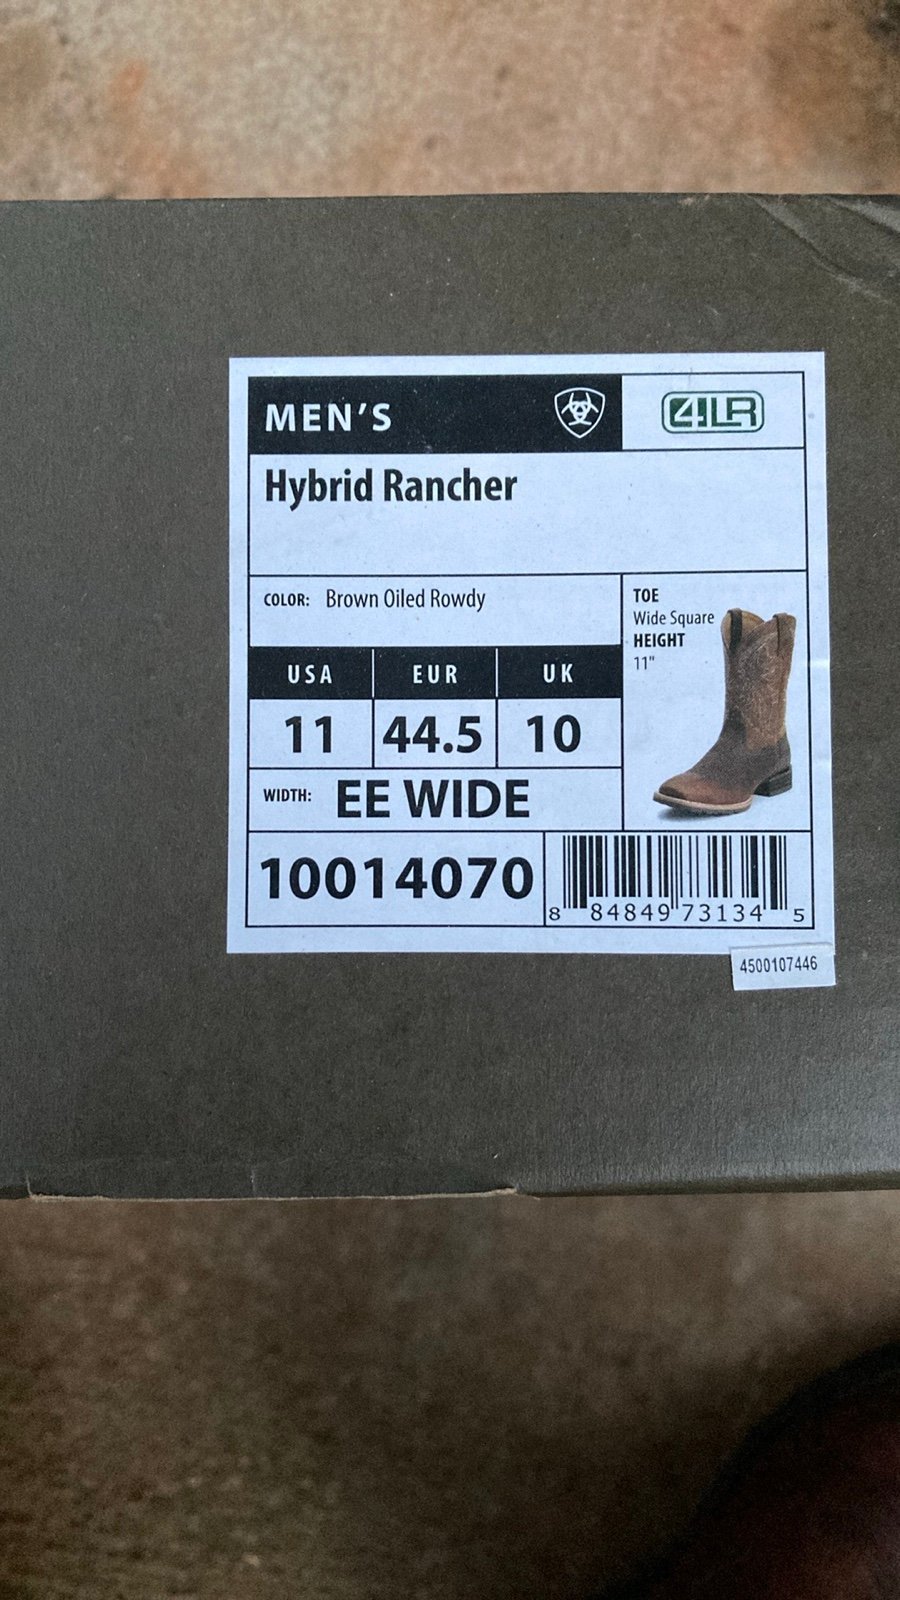 MEN'S
4LR
Hybrid Rancher
COLOR: Brown Oiled Rowdy
TOE
Wide Square
HEIGHT
11"
USA EUR UK
11 44.5 10
WIDTH: EE WIDE
10014070
8 84849 73134 5
4500107446